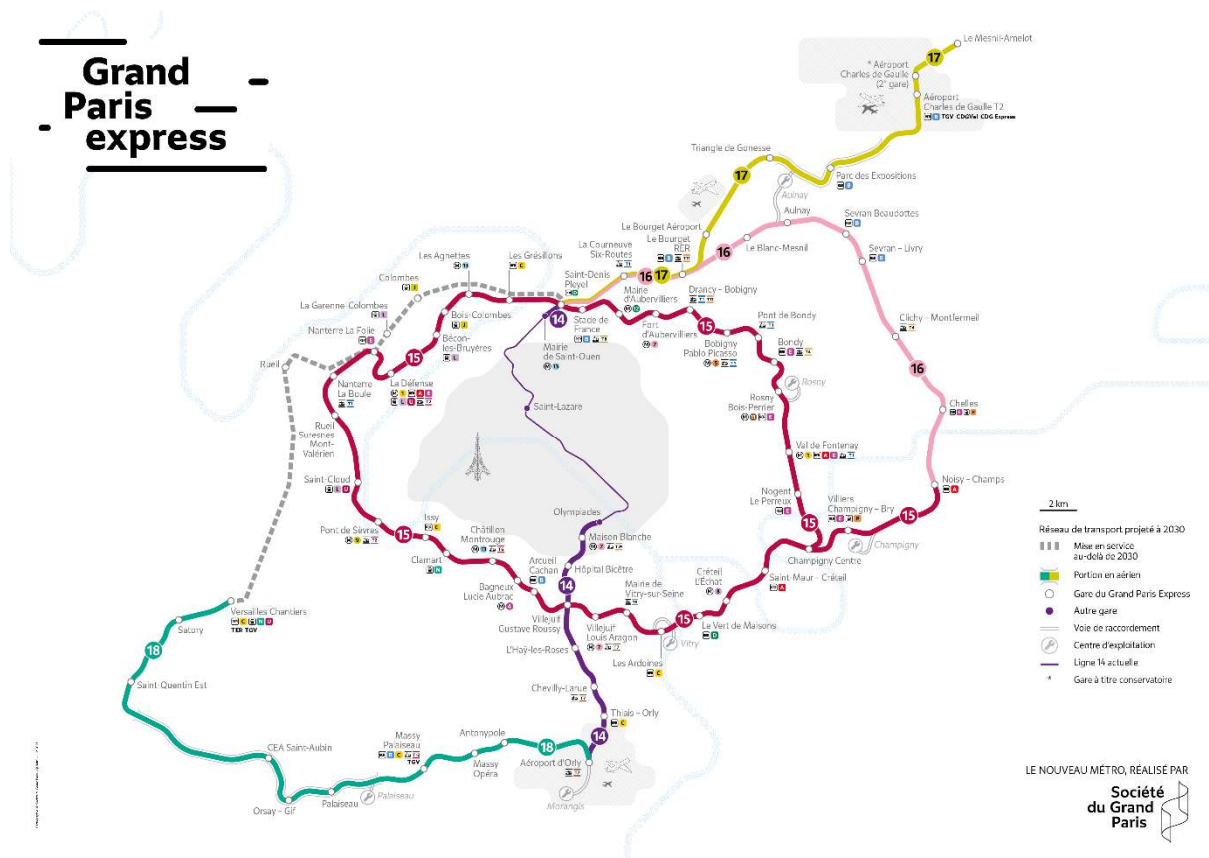 Grand
Paris
express
Le Mesnil-Amelot
17
* Aéroport
Charles de Gaulle
(2e gare)
Aéroport
Charles de Gaulle T2
B TGV CDGVal CDG Express
Triangle de Gonesse
17
Parc des Expositions
B
Aulnay
Aulnay
Sevran Beaudottes
B
Sevran – Livry
B
Le Bourget Aéroport
Le Bourget
RER
16
Le Blanc-Mesnil
La Courneuve
Six-Routes
16
17
Saint-Denis
Pleyel
Les Agnettes
Les Grésillons
C
Colombes
J
La Garenne-Colombes
L
Nanterre La Folie
E
Bois-Colombes
J
Bécon-
les-Bruyères
L
15
14
Stade de
France
Mairie
d'Aubervilliers
Fort
d'Aubervilliers
Drancy – Bobigny
15
Bobigny
Pablo Picasso
Pont de Bondy
Bondy
Clichy – Montfermeil
16
Mairie
de Saint-Ouen
Rueil
Nanterre
La Boule
La Défense
Rosny
Rosny
Bois-Perrier
Saint-Lazare
Chelles
Rueil
Suresnes
Mont-
Valérien
Val de Fontenay
Saint-Cloud
L U
Nogent
Le Perreux
E
Villiers
Champigny – Bry
Noisy – Champs
A
15
15
Pont de Sèvres
15
Issy
C
Clamart
N
Châtillon
Montrouge
Olympiades
Maison Blanche
Champigny
Champigny Centre
Arcueil
Cachan
B
Hôpital Bicêtre
14
Bagneux
Lucie Aubrac
Créteil
L'Échat
Saint-Maur – Créteil
A
Mairie de
Vitry-sur-Seine
15
Le Vert de Maisons
D
Villejuif
Gustave Roussy
Villejuif
Louis Aragon
Vitry
Les Ardoines
C
L'Haÿ-les-Roses
Chevilly-Larue
Thiais – Orly
C
14
Versailles Chantiers
C N U
TER TGV
Satory
18
Saint-Quentin Est
CEA Saint-Aubin
Orsay – Gif
Palaiseau
Palaiseau
Massy
Palaiseau
TGV
Massy
Opéra
Antonypole
18
Aéroport d'Orly
Morangis
2 km
Réseau de transport projeté à 2030
Mise en service
au-delà de 2030
Portion en aérien
Gare du Grand Paris Express
Autre gare
Voie de raccordement
Centre d'exploitation
Ligne 14 actuelle
* Gare à titre conservatoire
LE NOUVEAU MÉTRO, RÉALISÉ PAR
Société
du Grand
Paris